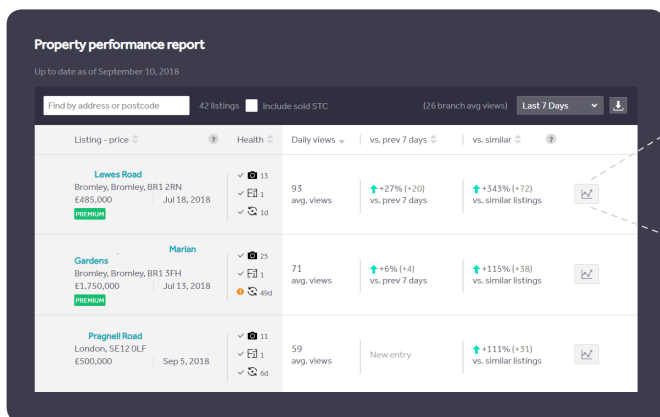 Property performance report
Up to date as of September 10, 2018
Find by address or postcode 42 listings Include sold STC (26 branch avg views) Last 7 Days
Listing - price ? Health Daily views vs. prev 7 days vs. similar ?
Lewes Road
Bromley, Bromley, BR1 2RN
£485,000 Jul 18, 2018
PREMIUM
13
1
1d
93
avg. views
+27% (+20)
vs. prev 7 days
+343% (+72)
vs. similar listings
Marian
Gardens
Bromley, Bromley, BR1 3FH
£1,750,000 Jul 13, 2018
PREMIUM
25
1
49d
71
avg. views
+6% (+4)
vs. prev 7 days
+115% (+38)
vs. similar listings
Pragnell Road
London, SE12 0LF
£500,000 Sep 5, 2018
11
1
6d
59
avg. views
New entry
+111% (+31)
vs. similar listings